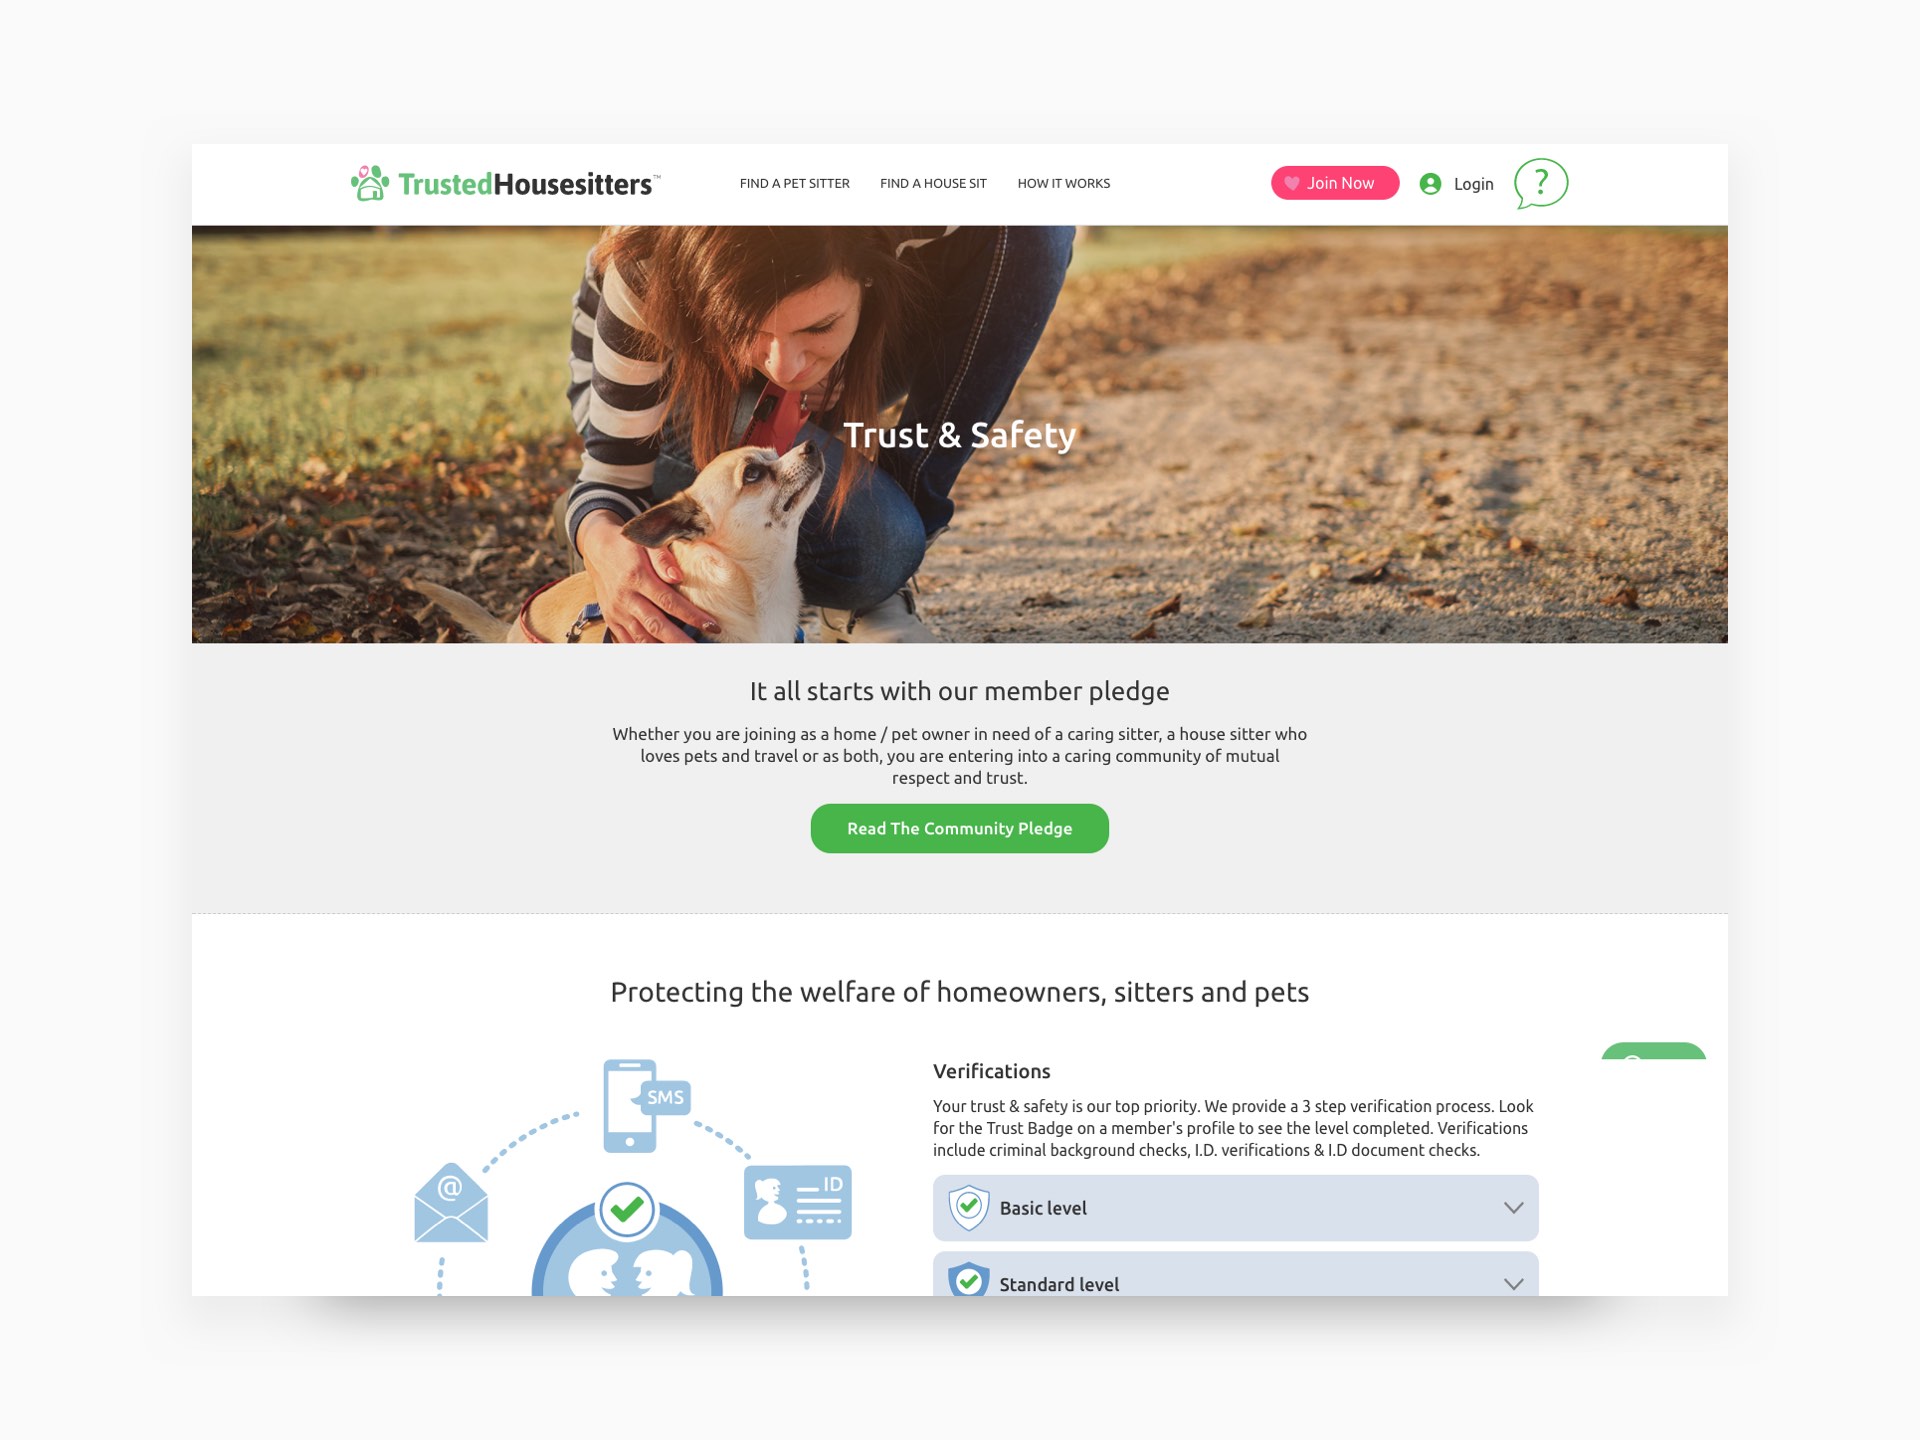 TrustedHousesitters™
FIND A PET SITTER
FIND A HOUSE SIT
HOW IT WORKS
Join Now
Login
?
Trust & Safety
It all starts with our member pledge
Whether you are joining as a home / pet owner in need of a caring sitter, a house sitter who
loves pets and travel or as both, you are entering into a caring community of mutual
respect and trust.
Read The Community Pledge
Protecting the welfare of homeowners, sitters and pets
SMS
@
ID
Verifications
Your trust & safety is our top priority. We provide a 3 step verification process. Look
for the Trust Badge on a member's profile to see the level completed. Verifications
include criminal background checks, I.D. verifications & I.D document checks.
Basic level
Standard level